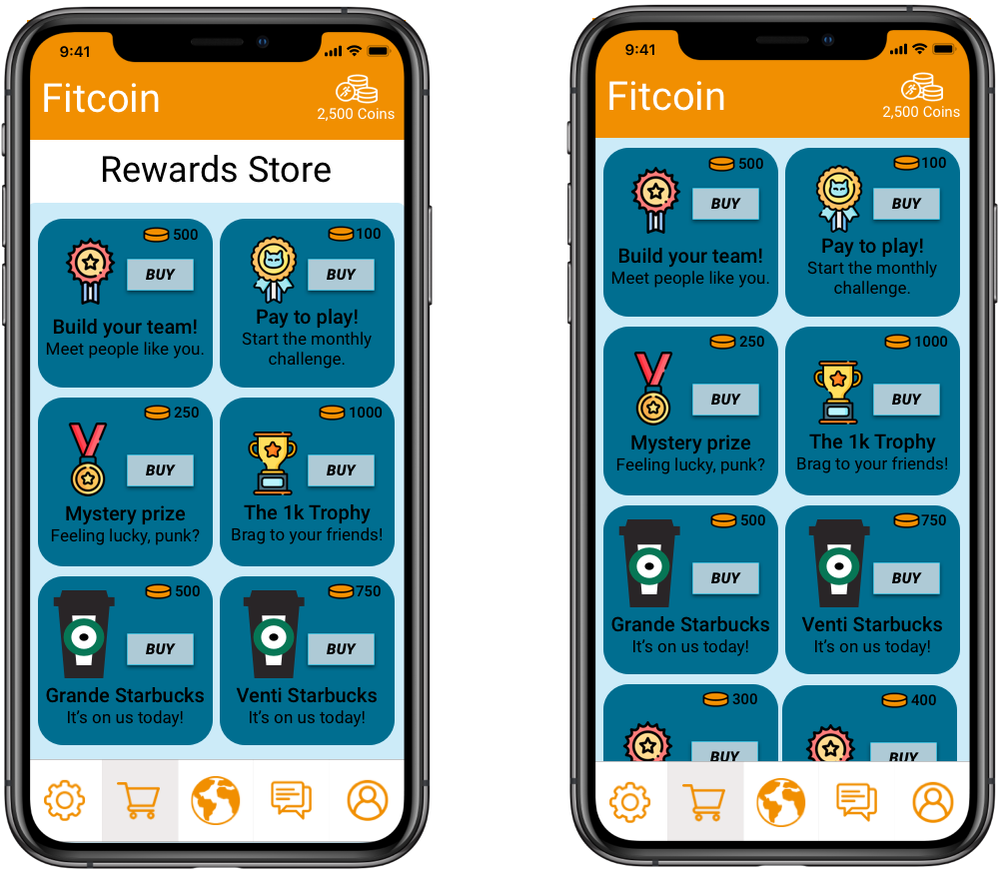 9:41
Fitcoin
2,500 Coins
Rewards Store
500
BUY
Build your team!
Meet people like you.
100
BUY
Pay to play!
Start the monthly
challenge.
250
BUY
Mystery prize
Feeling lucky, punk?
1000
BUY
The 1k Trophy
Brag to your friends!
500
BUY
Grande Starbucks
It's on us today!
750
BUY
Venti Starbucks
It's on us today!
9:41
Fitcoin
2,500 Coins
500
BUY
Build your team!
Meet people like you.
100
BUY
Pay to play!
Start the monthly
challenge.
250
BUY
Mystery prize
Feeling lucky, punk?
1000
BUY
The 1k Trophy
Brag to your friends!
500
BUY
Grande Starbucks
It's on us today!
750
BUY
Venti Starbucks
It's on us today!
300
BUY
400
BUY